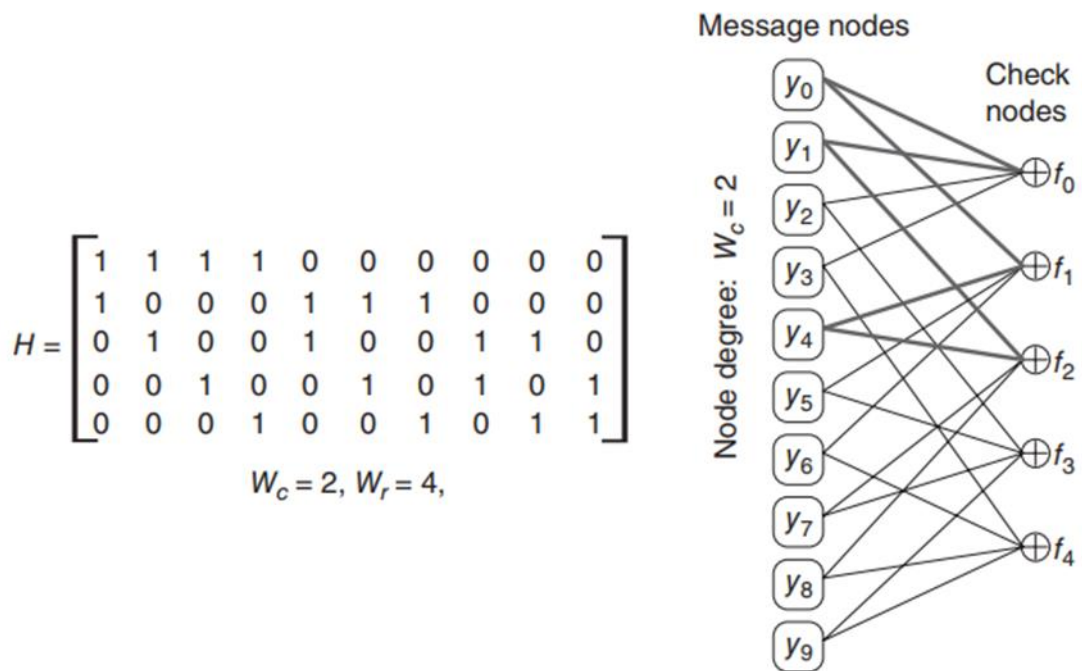 Message nodes
Check
nodes
y₀
y₁
y₂
y₃
y₄
y₅
y₆
y₇
y₈
y₉
Node degree: W_c = 2
f₀
f₁
f₂
f₃
f₄
H =
1 1 1 1 0 0 0 0 0 0
1 0 0 0 1 1 1 0 0 0
0 1 0 0 1 0 0 1 1 0
0 0 1 0 0 1 0 1 0 1
0 0 0 1 0 0 1 0 1 1
W_c = 2, W_r = 4,